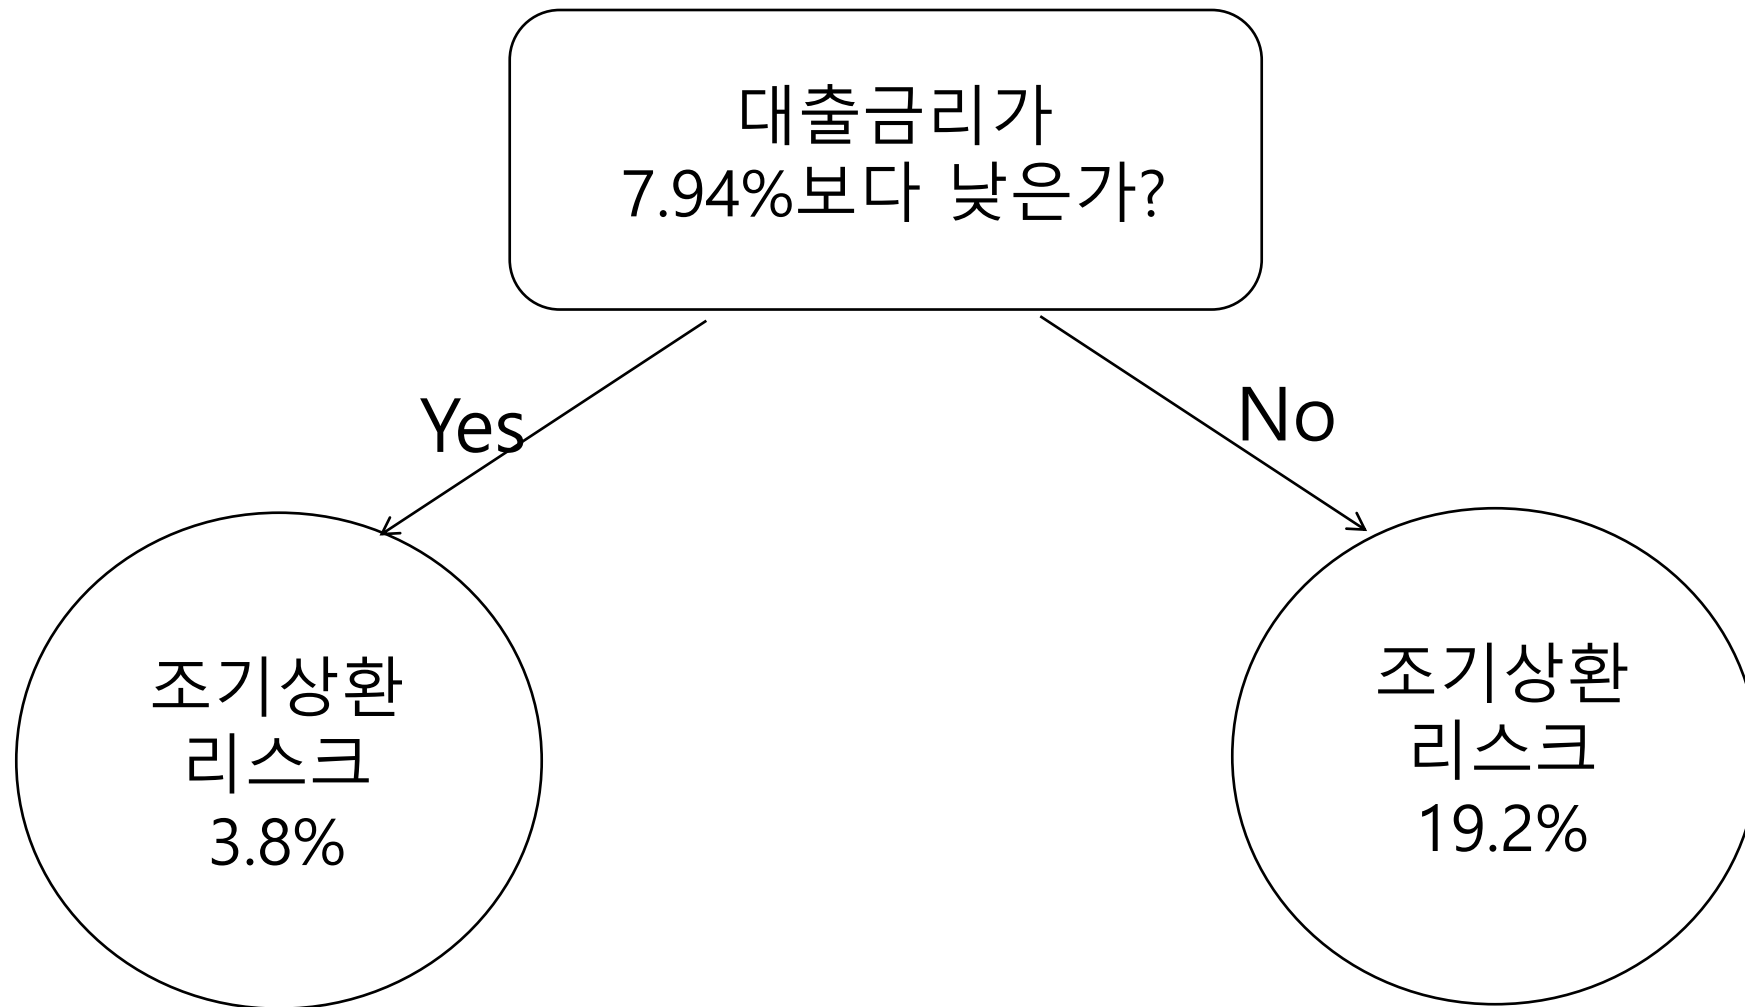 대출금리가
7.94%보다 낮은가?
Yes
No
조기상환
리스크
3.8%
조기상환
리스크
19.2%